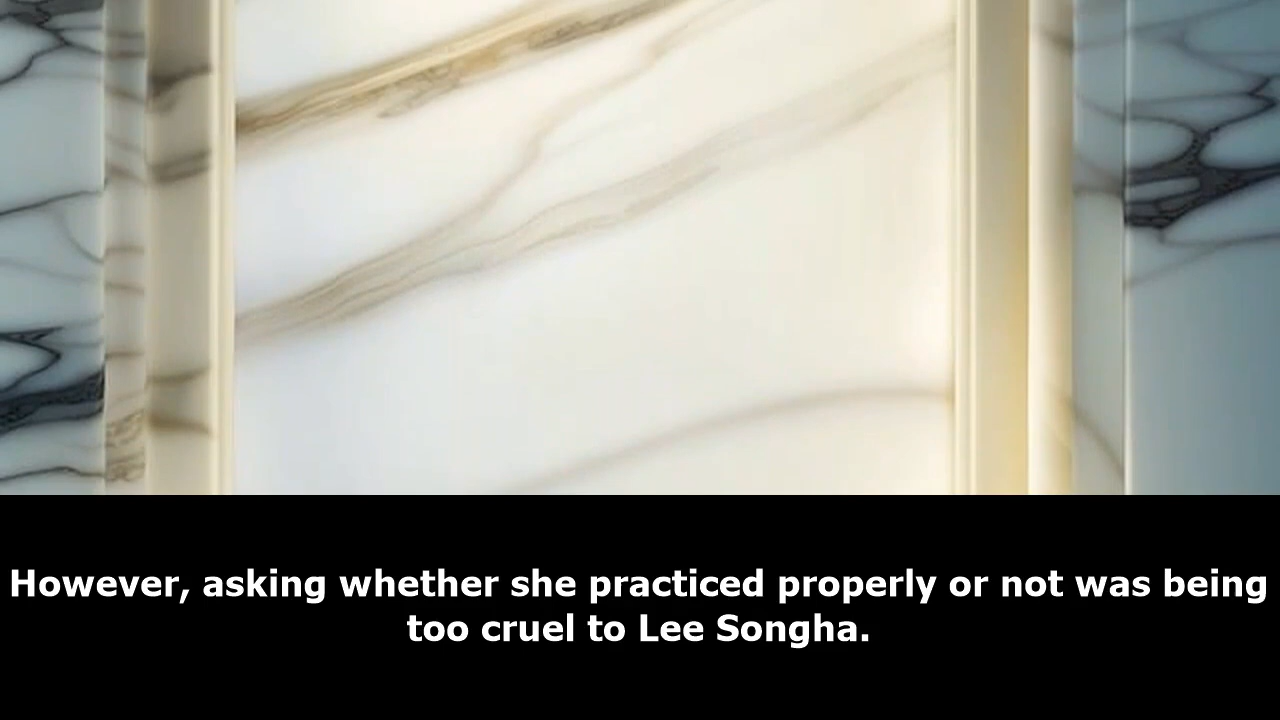 However, asking whether she practiced properly or not was being
too cruel to Lee Songha.